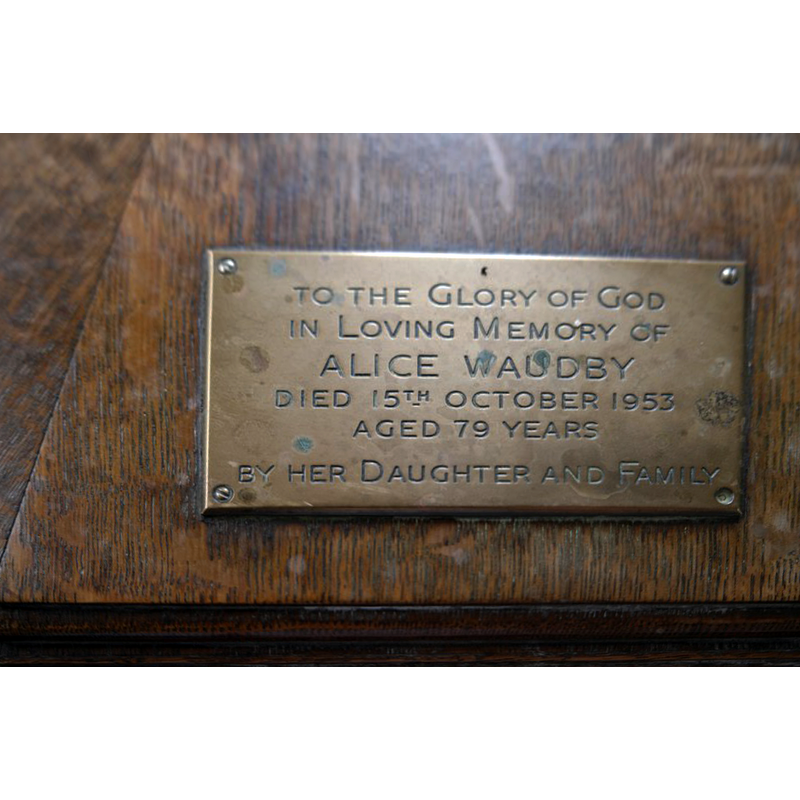 TO THE GLORY OF GOD
IN LOVING MEMORY OF
ALICE WAUDBY
DIED 15TH OCTOBER 1953
AGED 79 YEARS
BY HER DAUGHTER AND FAMILY